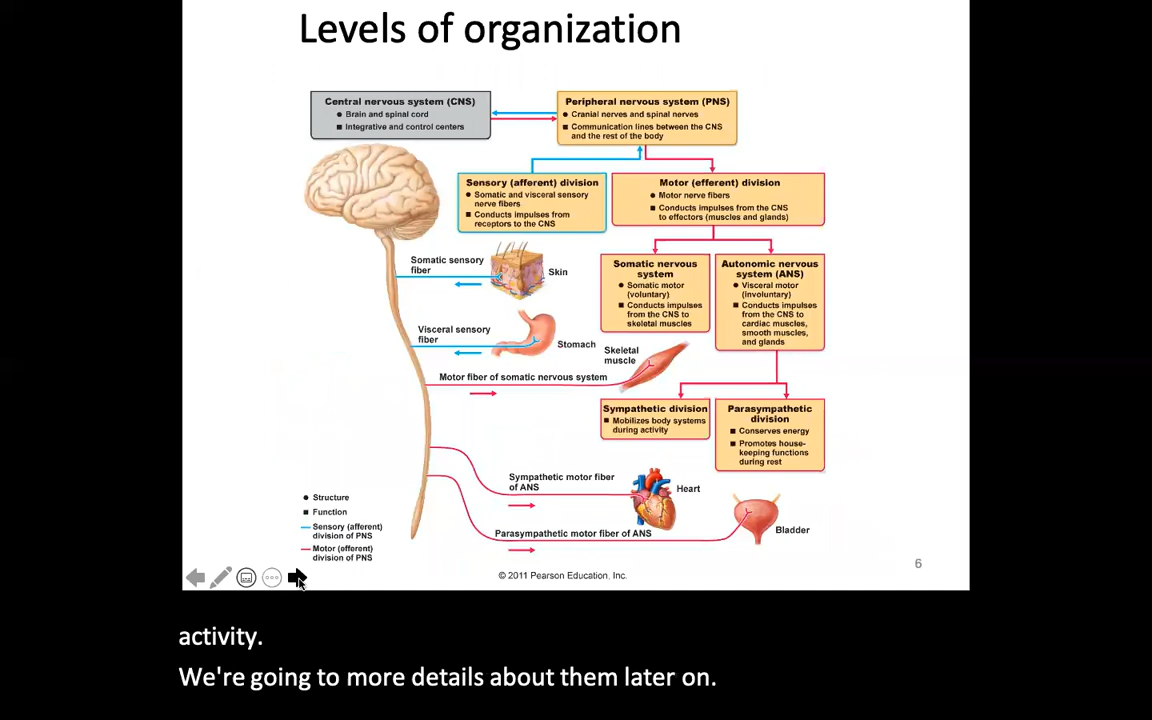 Levels of organization
Central nervous system (CNS)
● Brain and spinal cord
■ Integrative and control centers
Peripheral nervous system (PNS)
● Cranial nerves and spinal nerves
■ Communication lines between the CNS
and the rest of the body
Sensory (afferent) division
● Somatic and visceral sensory
nerve fibers
■ Conducts impulses from
receptors to the CNS
Motor (efferent) division
● Motor nerve fibers
■ Conducts impulses from the CNS
to effectors (muscles and glands)
Somatic nervous
system
● Somatic motor
(voluntary)
■ Conducts impulses
from the CNS to
skeletal muscles
Autonomic nervous
system (ANS)
● Visceral motor
(involuntary)
■ Conducts impulses
from the CNS to
cardiac muscles,
smooth muscles,
and glands
Somatic sensory
fiber
Skin
Visceral sensory
fiber
Stomach
Skeletal
muscle
Motor fiber of somatic nervous system
Sympathetic division
■ Mobilizes body systems
during activity
Parasympathetic
division
■ Conserves energy
■ Promotes house-
keeping functions
during rest
Sympathetic motor fiber
of ANS
Heart
Parasympathetic motor fiber of ANS
Bladder
● Structure
■ Function
Sensory (afferent)
division of PNS
Motor (efferent)
division of PNS
© 2011 Pearson Education, Inc.
6
activity.
We're going to more details about them later on.